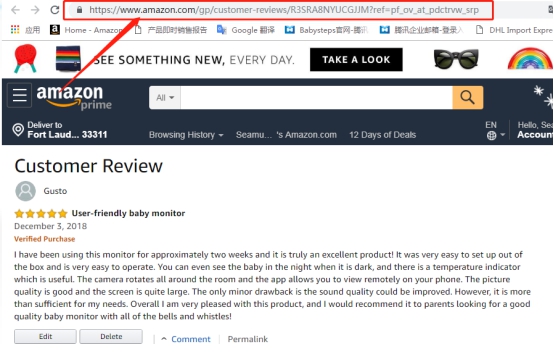 https://www.amazon.com/gp/customer-reviews/R3SRA8NYUCGJJM?ref=pf_ov_at_pdctrvw_srp
应用 Home - Amazon 产品即时销售报告 Google 翻译 Babysteps官网-腾讯 腾讯企业邮箱-登录入 DHL Import Expre
SEE SOMETHING NEW, EVERY DAY. TAKE A LOOK
amazon prime All
Deliver to EN Hello, Sea
Fort Laud... 33311 Browsing History Seamu... 's Amazon.com 12 Days of Deals Accoun
Customer Review
Gusto
User-friendly baby monitor
December 3, 2018
Verified Purchase
I have been using this monitor for approximately two weeks and it is truly an excellent product! It was very easy to set up out of
the box and is very easy to operate. You can even see the baby in the night when it is dark, and there is a temperature indicator
which is useful. The camera rotates all around the room and the app allows you to view remotely on your phone. The picture
quality is good and the screen is quite large. The only minor drawback is the sound quality could be improved. However, it is more
than sufficient for my needs. Overall I am very pleased with this product, and I would recommend it to parents looking for a good
quality baby monitor with all of the bells and whistles!
Edit Delete Comment Permalink